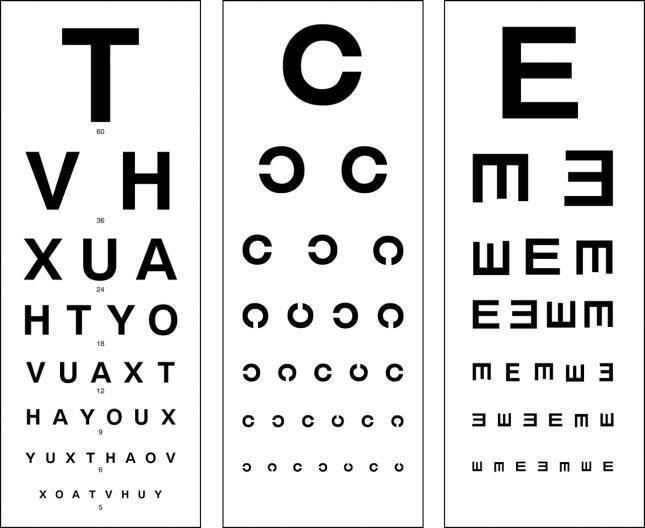 T
60
V H
36
X U A
24
H T Y O
18
V U A X T
12
H A Y O U X
9
Y U X T H A O V
6
X O A T V H U Y
5
C
E